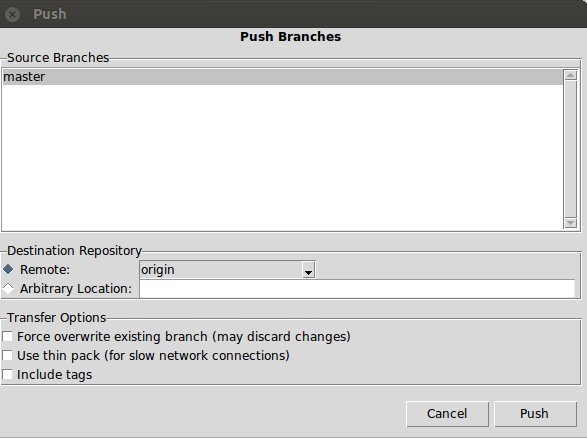 Push
Push Branches
Source Branches
master
Destination Repository
Remote:
origin
Arbitrary Location:
Transfer Options
Force overwrite existing branch (may discard changes)
Use thin pack (for slow network connections)
Include tags
Cancel
Push